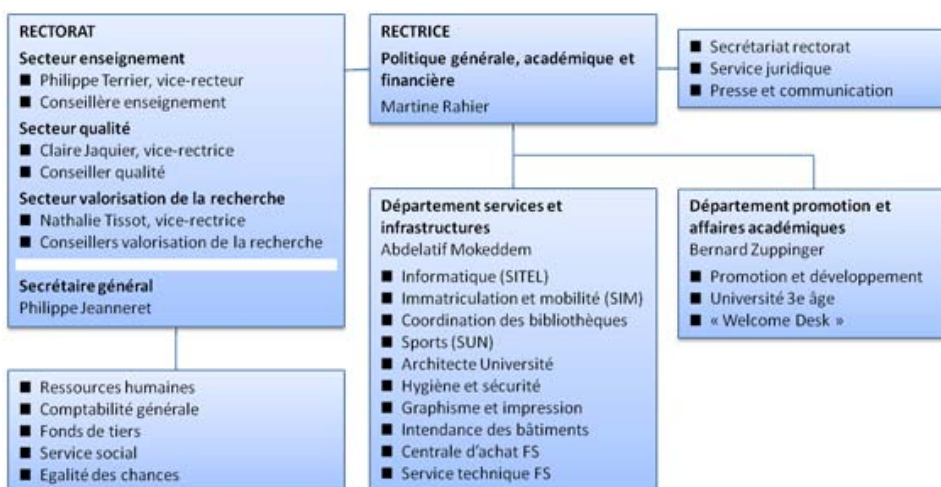 RECTORAT
Secteur enseignement
■ Philippe Terrier, vice-recteur
■ Conseillère enseignement
Secteur qualité
■ Claire Jaquier, vice-rectrice
■ Conseiller qualité
Secteur valorisation de la recherche
■ Nathalie Tissot, vice-rectrice
■ Conseillers valorisation de la recherche
Secrétaire général
Philippe Jeanneret
RECTRICE
Politique générale, académique et
financière
Martine Rahier
■ Secrétariat rectorat
■ Service juridique
■ Presse et communication
■ Ressources humaines
■ Comptabilité générale
■ Fonds de tiers
■ Service social
■ Egalité des chances
Département services et
infrastructures
Abdelatif Mokeddem
■ Informatique (SITEL)
■ Immatriculation et mobilité (SIM)
■ Coordination des bibliothèques
■ Sports (SUN)
■ Architecte Université
■ Hygiène et sécurité
■ Graphisme et impression
■ Intendance des bâtiments
■ Centrale d'achat FS
■ Service technique FS
Département promotion et
affaires académiques
Bernard Zuppinger
■ Promotion et développement
■ Université 3e âge
■ « Welcome Desk »